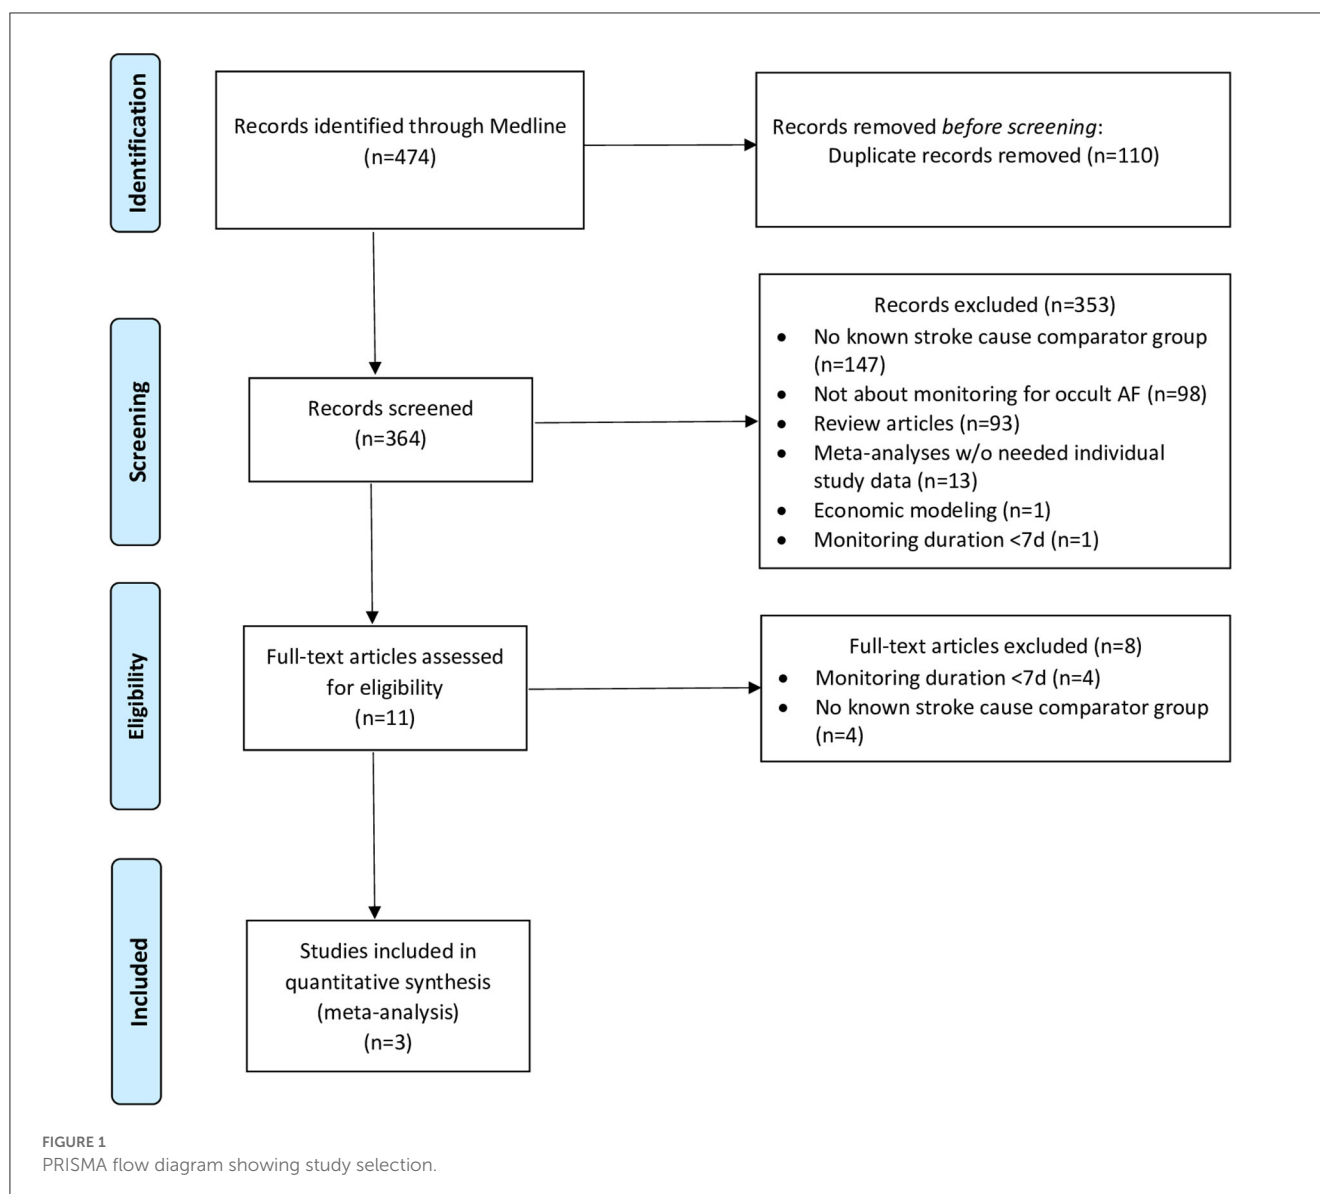 Identification
Records identified through Medline
(n=474)
Records removed before screening:
Duplicate records removed (n=110)
Screening
Records screened
(n=364)
Records excluded (n=353)
• No known stroke cause comparator group
(n=147)
• Not about monitoring for occult AF (n=98)
• Review articles (n=93)
• Meta-analyses w/o needed individual
study data (n=13)
• Economic modeling (n=1)
• Monitoring duration <7d (n=1)
Eligibility
Full-text articles assessed
for eligibility
(n=11)
Full-text articles excluded (n=8)
• Monitoring duration <7d (n=4)
• No known stroke cause comparator group
(n=4)
Included
Studies included in
quantitative synthesis
(meta-analysis)
(n=3)
FIGURE 1
PRISMA flow diagram showing study selection.